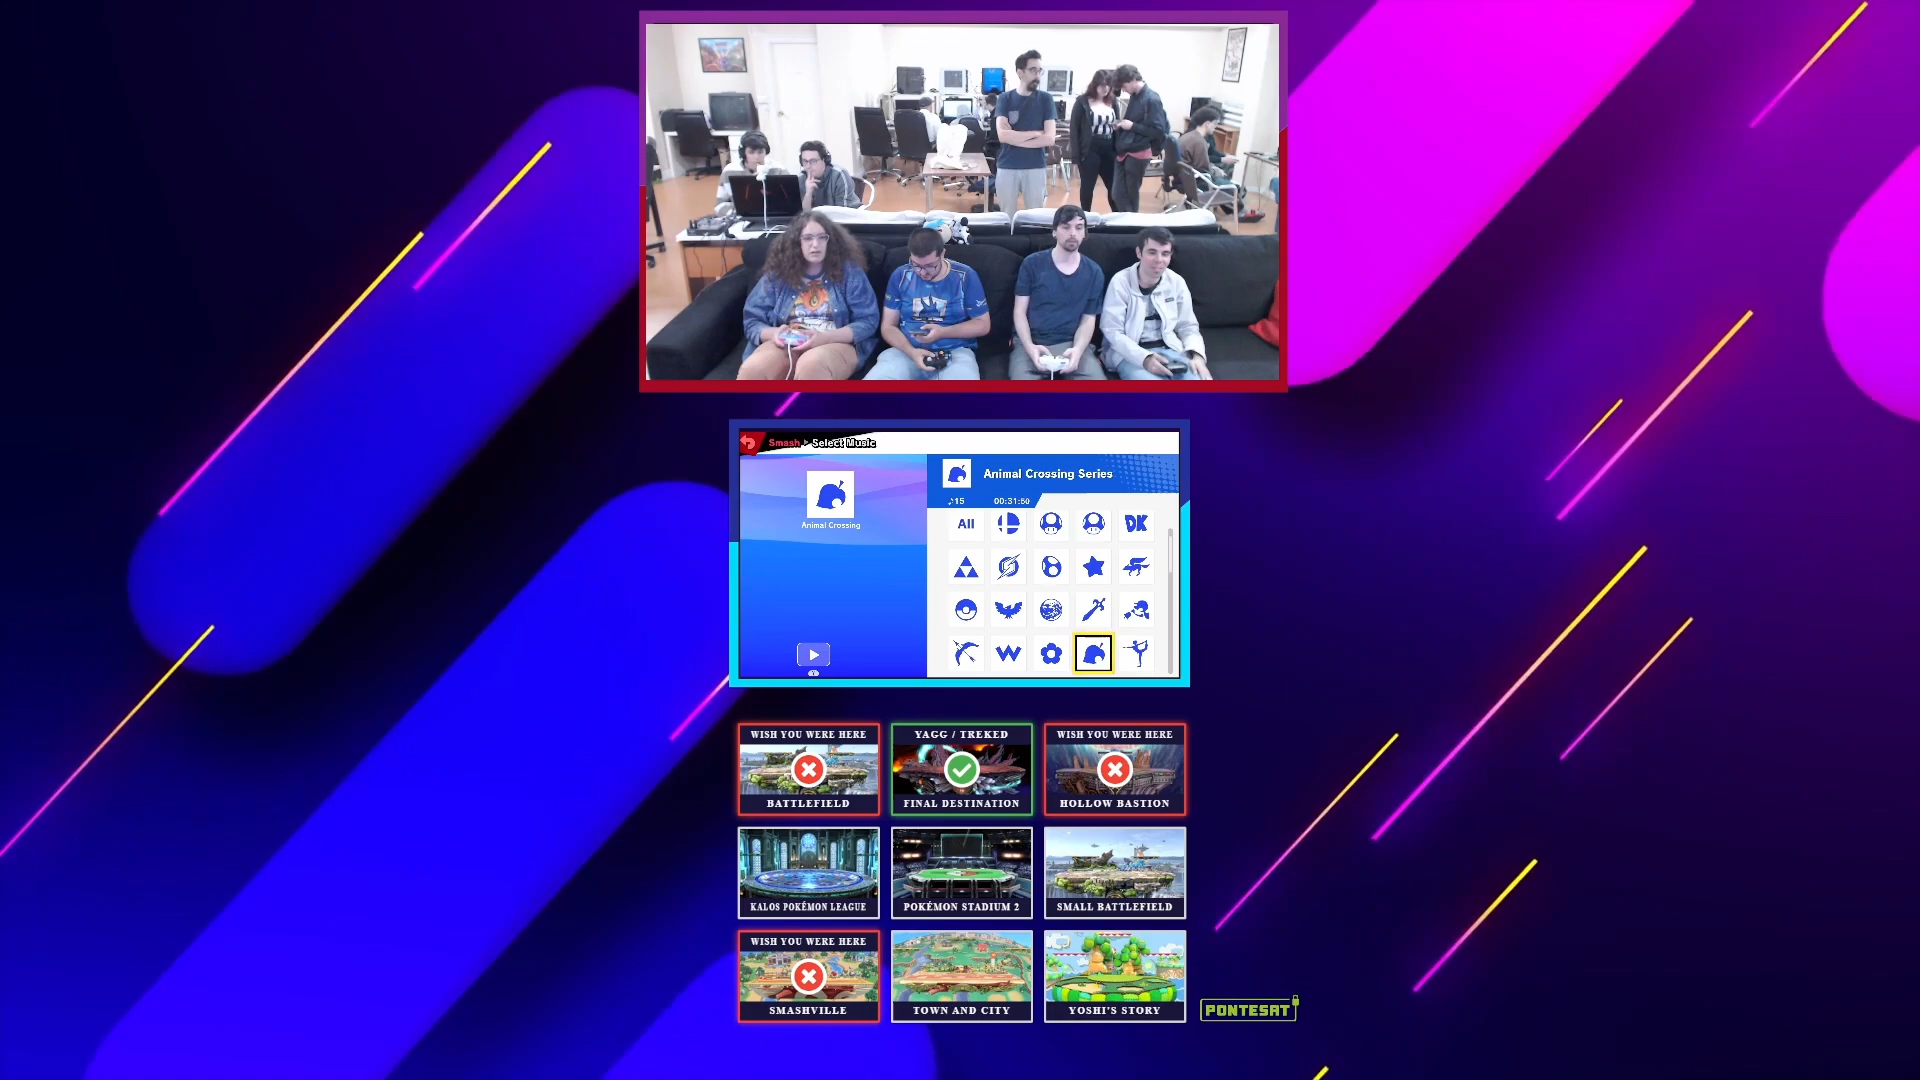 Smash ▸ Select Music
Animal Crossing Series
♪15 00:31:50
Animal Crossing
All
DK
WISH YOU WERE HERE
BATTLEFIELD
YAGG / TREKED
FINAL DESTINATION
WISH YOU WERE HERE
HOLLOW BASTION
KALOS POKÉMON LEAGUE
POKÉMON STADIUM 2
SMALL BATTLEFIELD
WISH YOU WERE HERE
SMASHVILLE
TOWN AND CITY
YOSHI'S STORY
PONTESAT